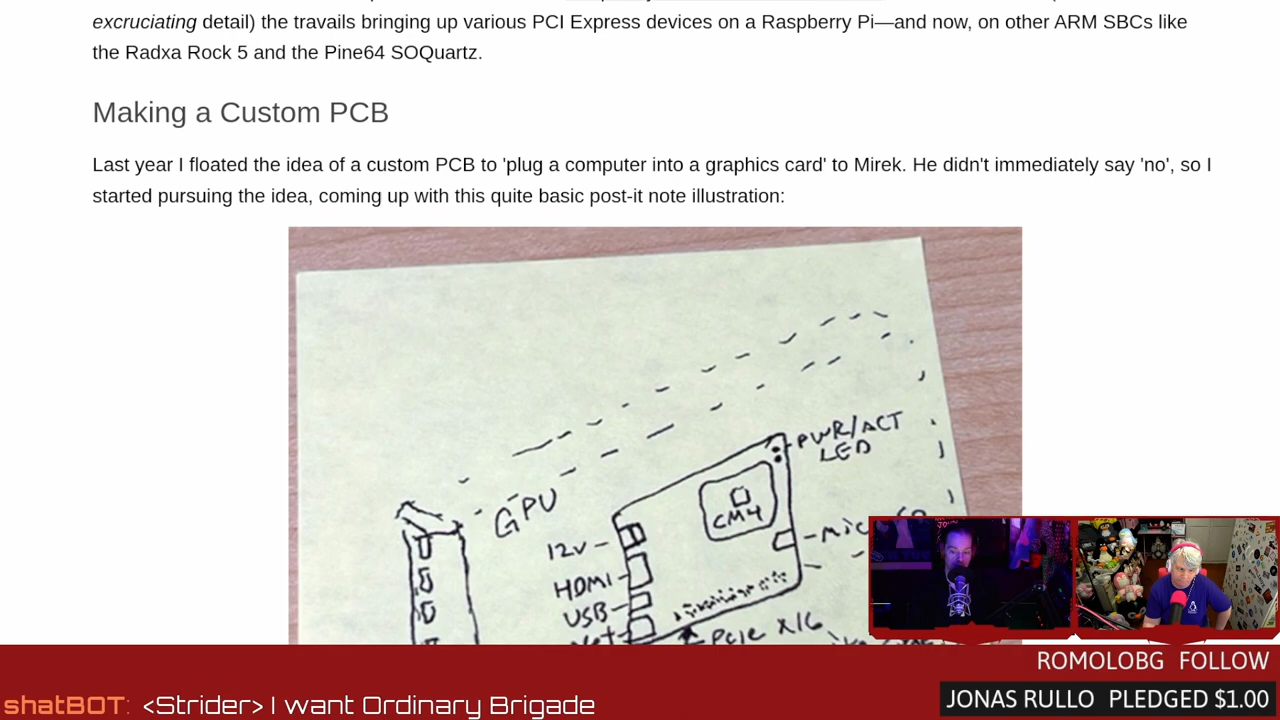 excruciating detail) the travails bringing up various PCI Express devices on a Raspberry Pi—and now, on other ARM SBCs like
the Radxa Rock 5 and the Pine64 SOQuartz.
Making a Custom PCB
Last year I floated the idea of a custom PCB to 'plug a computer into a graphics card' to Mirek. He didn't immediately say 'no', so I
started pursuing the idea, coming up with this quite basic post-it note illustration:
PWR/ACT
LED
GPU
CM4
12V
HDMI
USB
PCIe X16
ROMOLOBG FOLLOW
shatBOT: <Strider> I want Ordinary Brigade
JONAS RULLO PLEDGED $1.00